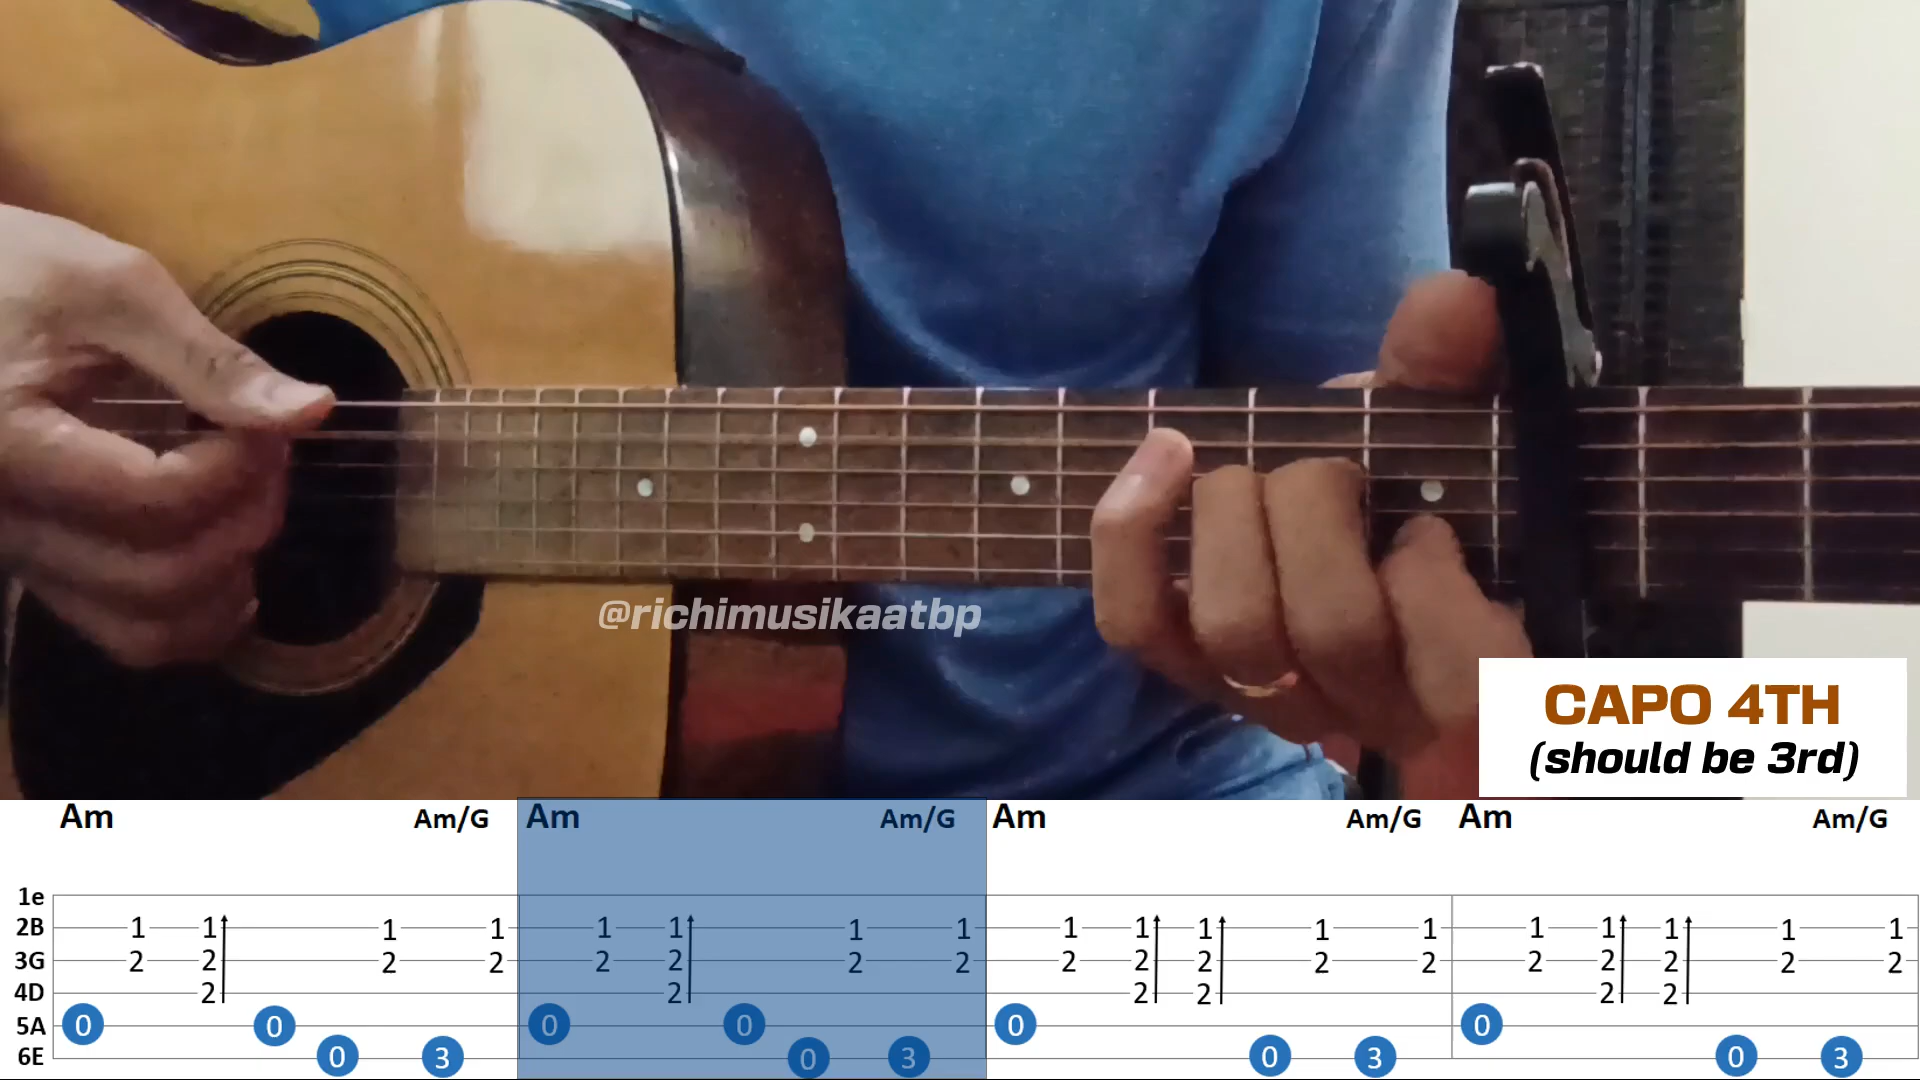 @richimusikaatbp
CAPO 4TH
(should be 3rd)
Am Am/G Am Am/G Am Am/G Am Am/G
1e
2B 1 1 1 1 1 1 1 1 1 1 1 1 1 1 1 1 1 1
3G 2 2 2 2 2 2 2 2 2 2 2 2 2 2 2 2 2 2
4D 2 2 2 2 2 2
5A 0 0 0 0 0 0
6E 0 3 0 3 0 3 0 3